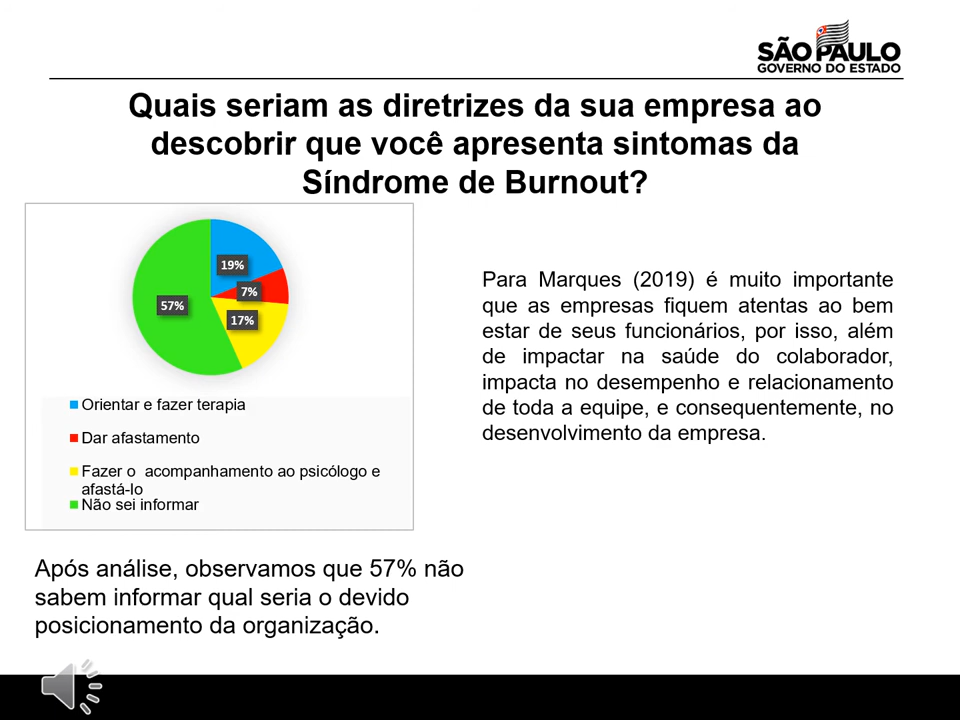 SÃO PAULO
GOVERNO DO ESTADO
Quais seriam as diretrizes da sua empresa ao
descobrir que você apresenta sintomas da
Síndrome de Burnout?
19%
7%
57%
17%
Orientar e fazer terapia
Dar afastamento
Fazer o  acompanhamento ao psicólogo e
afastá-lo
Não sei informar
Para Marques (2019) é muito importante
que as empresas fiquem atentas ao bem
estar de seus funcionários, por isso, além
de impactar na saúde do colaborador,
impacta no desempenho e relacionamento
de toda a equipe, e consequentemente, no
desenvolvimento da empresa.
Após análise, observamos que 57% não
sabem informar qual seria o devido
posicionamento da organização.